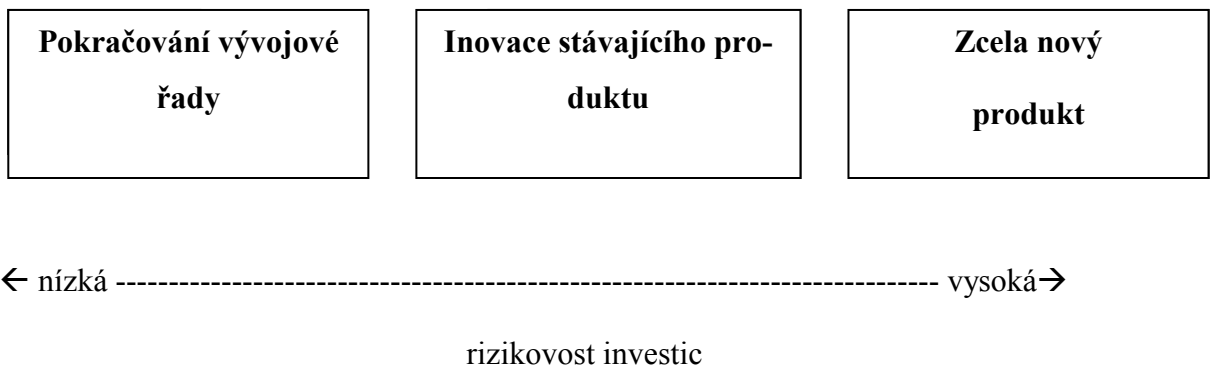 Pokračování vývojové
řady
Inovace stávajícího pro-
duktu
Zcela nový
produkt
← nízká ------------------------------------------------------------------------------ vysoká→
rizikovost investic